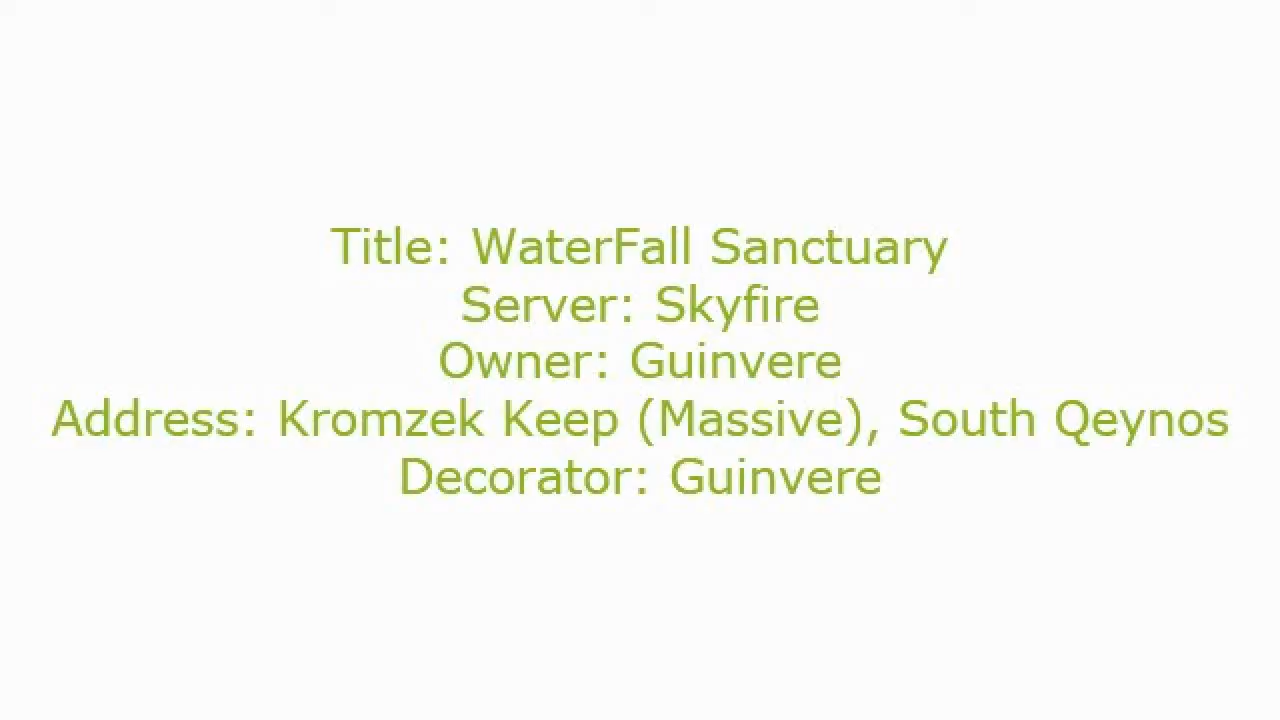 Title: WaterFall Sanctuary
Server: Skyfire
Owner: Guinvere
Address: Kromzek Keep (Massive), South Qeynos
Decorator: Guinvere